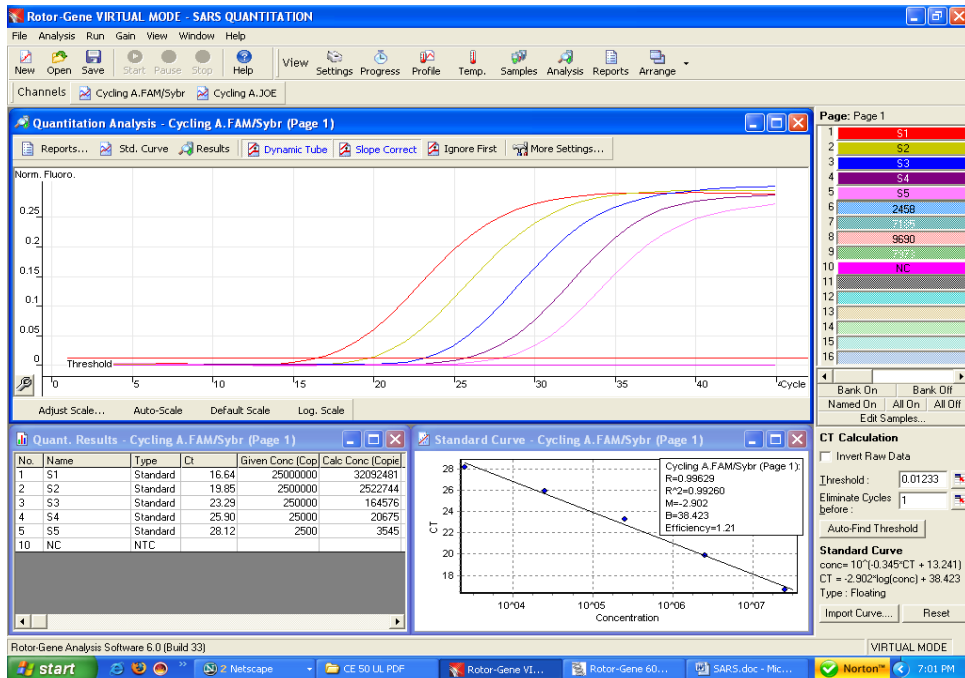 Rotor-Gene VIRTUAL MODE - SARS QUANTITATION
File Analysis Run Gain View Window Help
New Open Save Start Pause Stop Help View Settings Progress Profile Temp. Samples Analysis Reports Arrange
Channels Cycling A.FAM/Sybr Cycling A.JOE
Quantitation Analysis - Cycling A.FAM/Sybr (Page 1)
Reports... Std. Curve Results Dynamic Tube Slope Correct Ignore First More Settings...
Norm. Fluoro.
0.25
0.2
0.15
0.1
0.05
0
Threshold
0 5 10 15 20 25 30 35 40 Cycle
Adjust Scale... Auto-Scale Default Scale Log. Scale
Page: Page 1
1 S1
2 S2
3 S3
4 S4
5 S5
6 2458
7
8 9690
9
10 NC
11
12
13
14
15
16
Bank On Bank Off
Named On All On All Off
Edit Samples...
Quant. Results - Cycling A.FAM/Sybr (Page 1)
No. Name Type Ct Given Conc (Cop Calc Conc (Copie
1 S1 Standard 16.64 25000000 32092481
2 S2 Standard 19.85 2500000 2522744
3 S3 Standard 23.29 250000 164576
4 S4 Standard 25.90 25000 20675
5 S5 Standard 28.12 2500 3545
10 NC NTC
Standard Curve - Cycling A.FAM/Sybr (Page 1)
CT
28
26
24
22
20
18
Cycling A.FAM/Sybr (Page 1):
R=0.99629
R^2=0.99260
M=-2.902
B=38.423
Efficiency=1.21
10^04 10^05 10^06 10^07
Concentration
CT Calculation
Invert Raw Data
Threshold : 0.01233
Eliminate Cycles before : 1
Auto-Find Threshold
Standard Curve
conc= 10^(-0.345*CT + 13.241)
CT = -2.902*log(conc) + 38.423
Type : Floating
Import Curve.... Reset
Rotor-Gene Analysis Software 6.0 (Build 33) VIRTUAL MODE
start 2 Netscape CE 50 UL PDF Rotor-Gene VI... Rotor-Gene 60... SARS.doc - Mic... Norton™ 7:01 PM